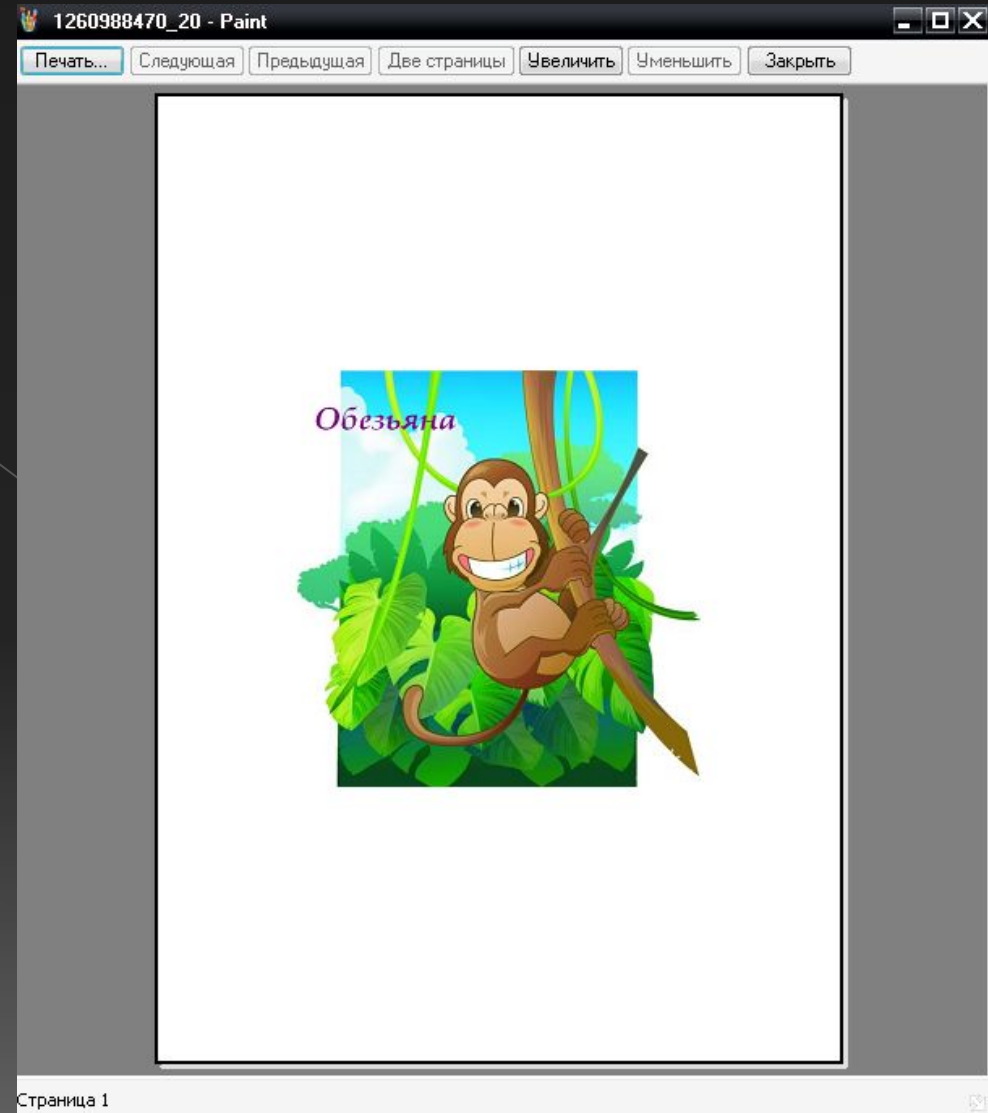 1260988470_20 - Paint
Печать... Следующая Предыдущая Две страницы Увеличить Уменьшить Закрыть
Обезьяна
Страница 1